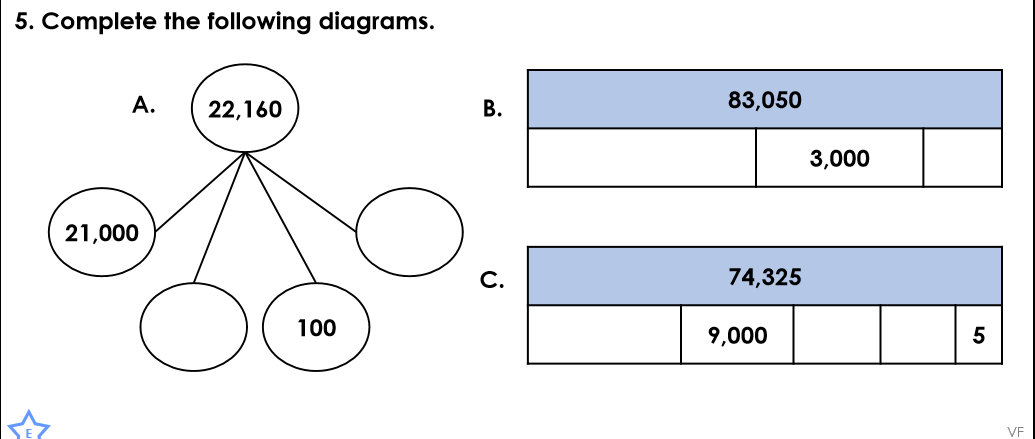 5. Complete the following diagrams.
A.
22,160
21,000
100
B.
83,050
3,000
C.
74,325
9,000
5
E
VF